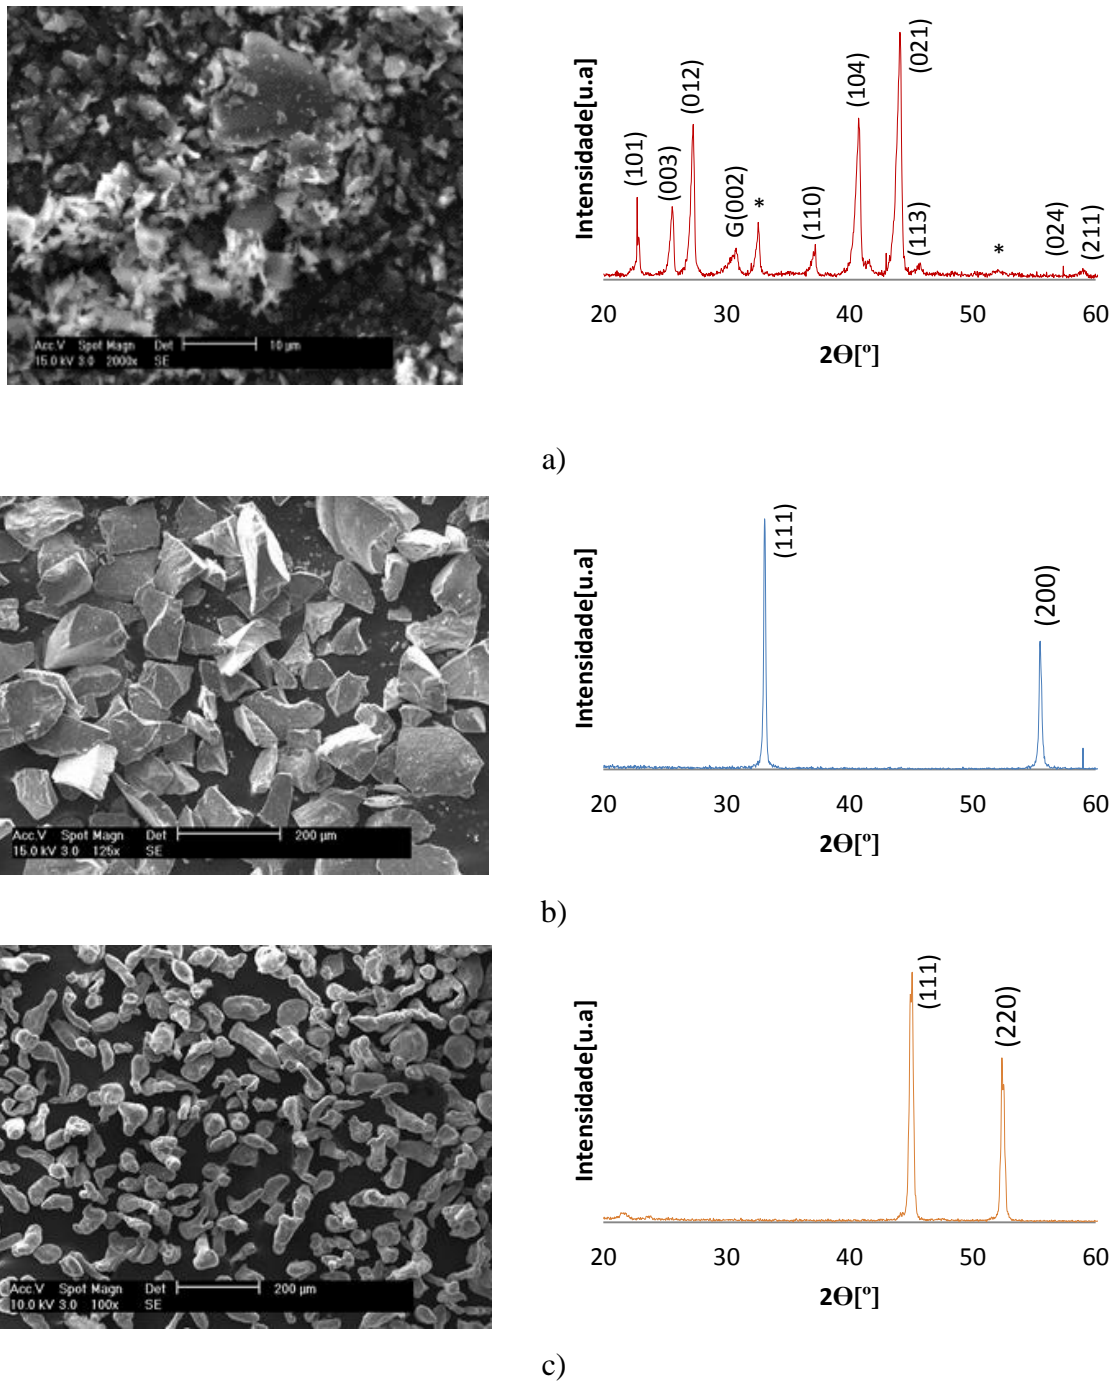 Acc.V Spot Magn Det 10 µm
15.0 kV 3.0 2000x SE
Intensidade[u.a]
(101)
(003)
(012)
G(002)
*
(110)
(104)
(021)
(113)
*
(024)
(211)
20 30 40 50 60
2Θ[º]
a)
Acc.V Spot Magn Det 200 µm
15.0 kV 3.0 125x SE
Intensidade[u.a]
(111)
(200)
20 30 40 50 60
2Θ[º]
b)
Acc.V Spot Magn Det 200 µm
10.0 kV 3.0 100x SE
Intensidade[u.a]
(111)
(220)
20 30 40 50 60
2Θ[º]
c)